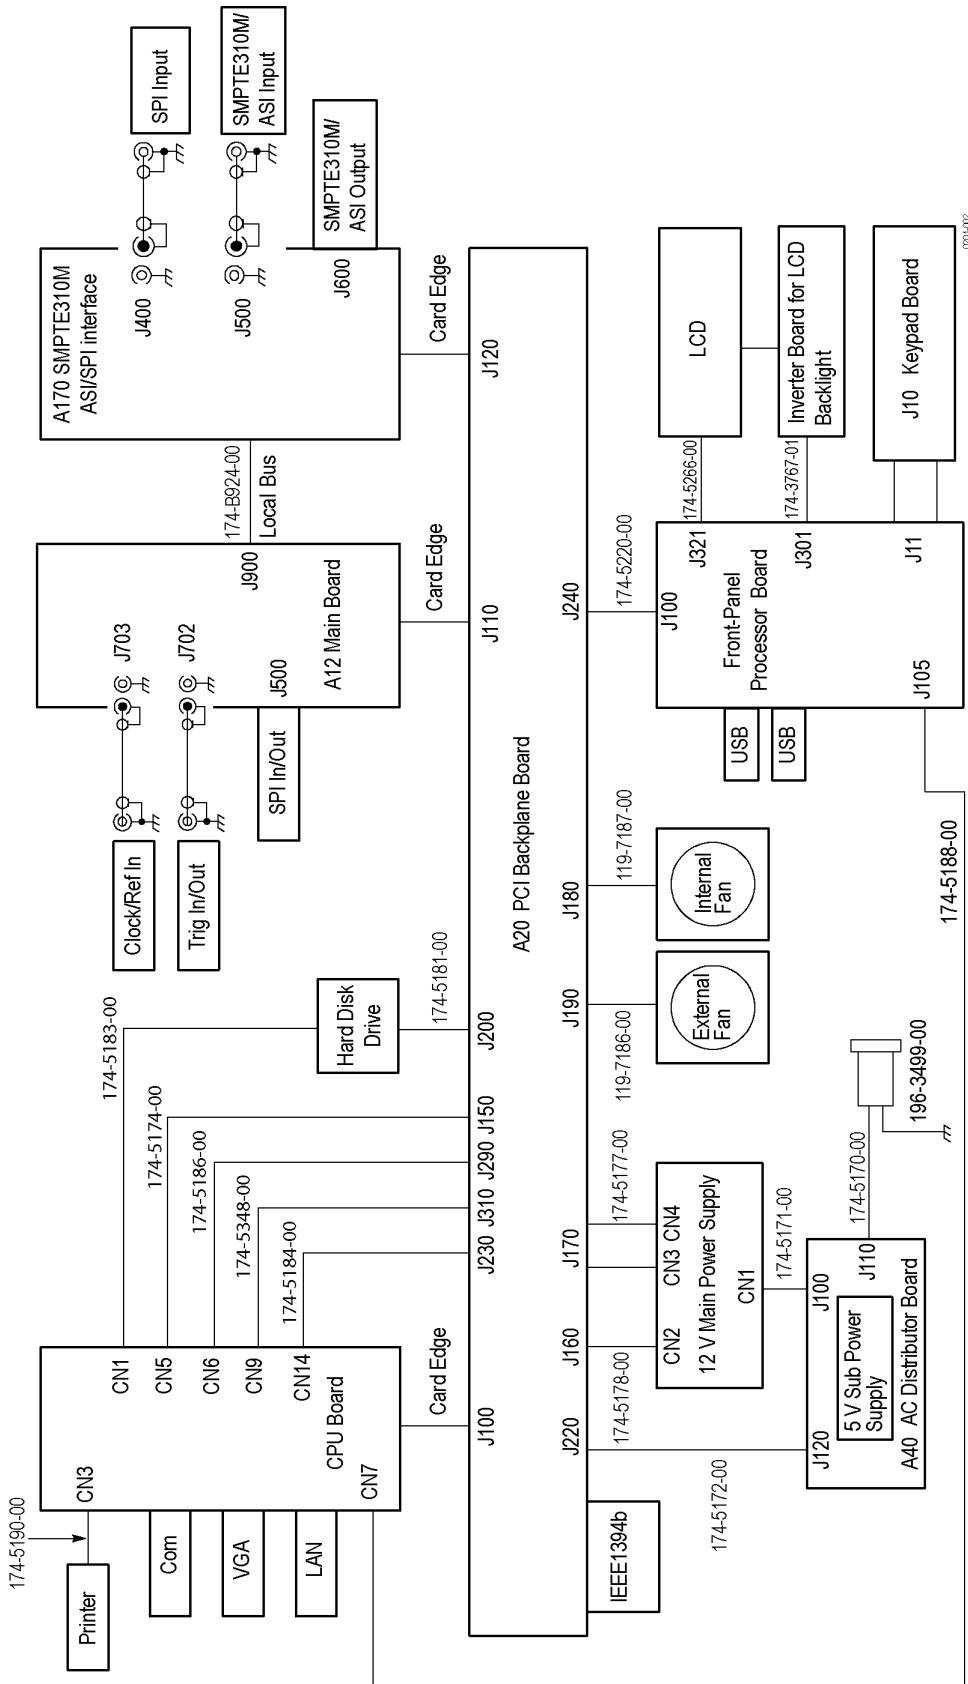 174-5190-00
Printer
CN3
Com
VGA
LAN
CPU Board
CN7
CN1
CN5
CN6
CN9
CN14
174-5183-00
174-5174-00
174-5186-00
174-5348-00
174-5184-00
Card Edge
Hard Disk
Drive
174-5181-00
Clock/Ref In
Trig In/Out
SPI In/Out
J703
J702
J500
A12 Main Board
J900
174-B924-00
Local Bus
Card Edge
A170 SMPTE310M
ASI/SPI interface
J400
J500
J600
SPI Input
SMPTE310M/
ASI Input
SMPTE310M/
ASI Output
Card Edge
J100
J230
J310
J290
J150
J200
J110
J120
A20 PCI Backplane Board
IEEE1394b
J220
J160
J170
J190
J180
J240
174-5172-00
174-5178-00
174-5177-00
CN2
CN3
CN4
12 V Main Power Supply
CN1
174-5171-00
J120
J100
J110
5 V Sub Power
Supply
A40 AC Distributor Board
174-5170-00
196-3499-00
119-7186-00
External
Fan
119-7187-00
Internal
Fan
174-5220-00
J100
USB
USB
Front-Panel
Processor Board
J105
J321
J301
J11
174-5188-00
174-5266-00
LCD
174-3767-01
Inverter Board for LCD
Backlight
J10 Keypad Board